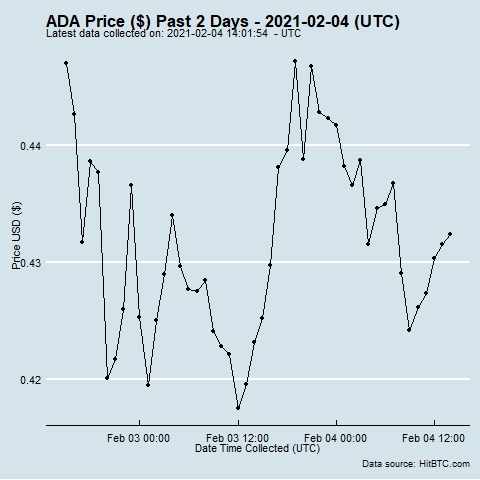 ADA Price ($) Past 2 Days - 2021-02-04 (UTC)
Latest data collected on: 2021-02-04 14:01:54  - UTC
0.44
0.43
0.42
Price USD ($)
Feb 03 00:00 Feb 03 12:00 Feb 04 00:00 Feb 04 12:00
Date Time Collected (UTC)
Data source: HitBTC.com